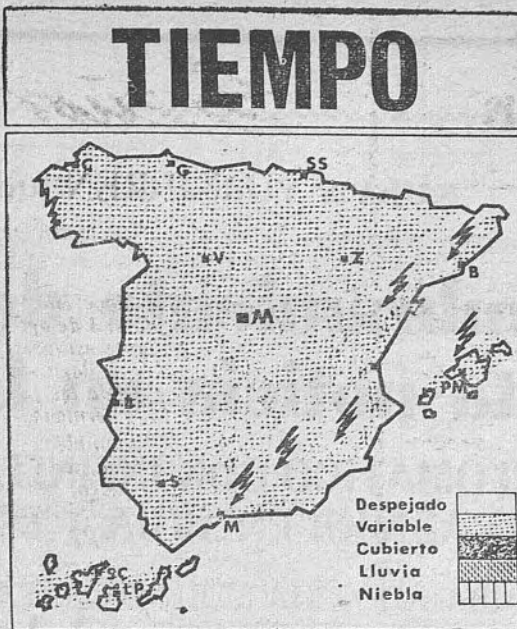 TIEMPO
C G SS
V Z B
M
PM
B
S
M
SC
LP
Despejado
Variable
Cubierto
Lluvia
Niebla